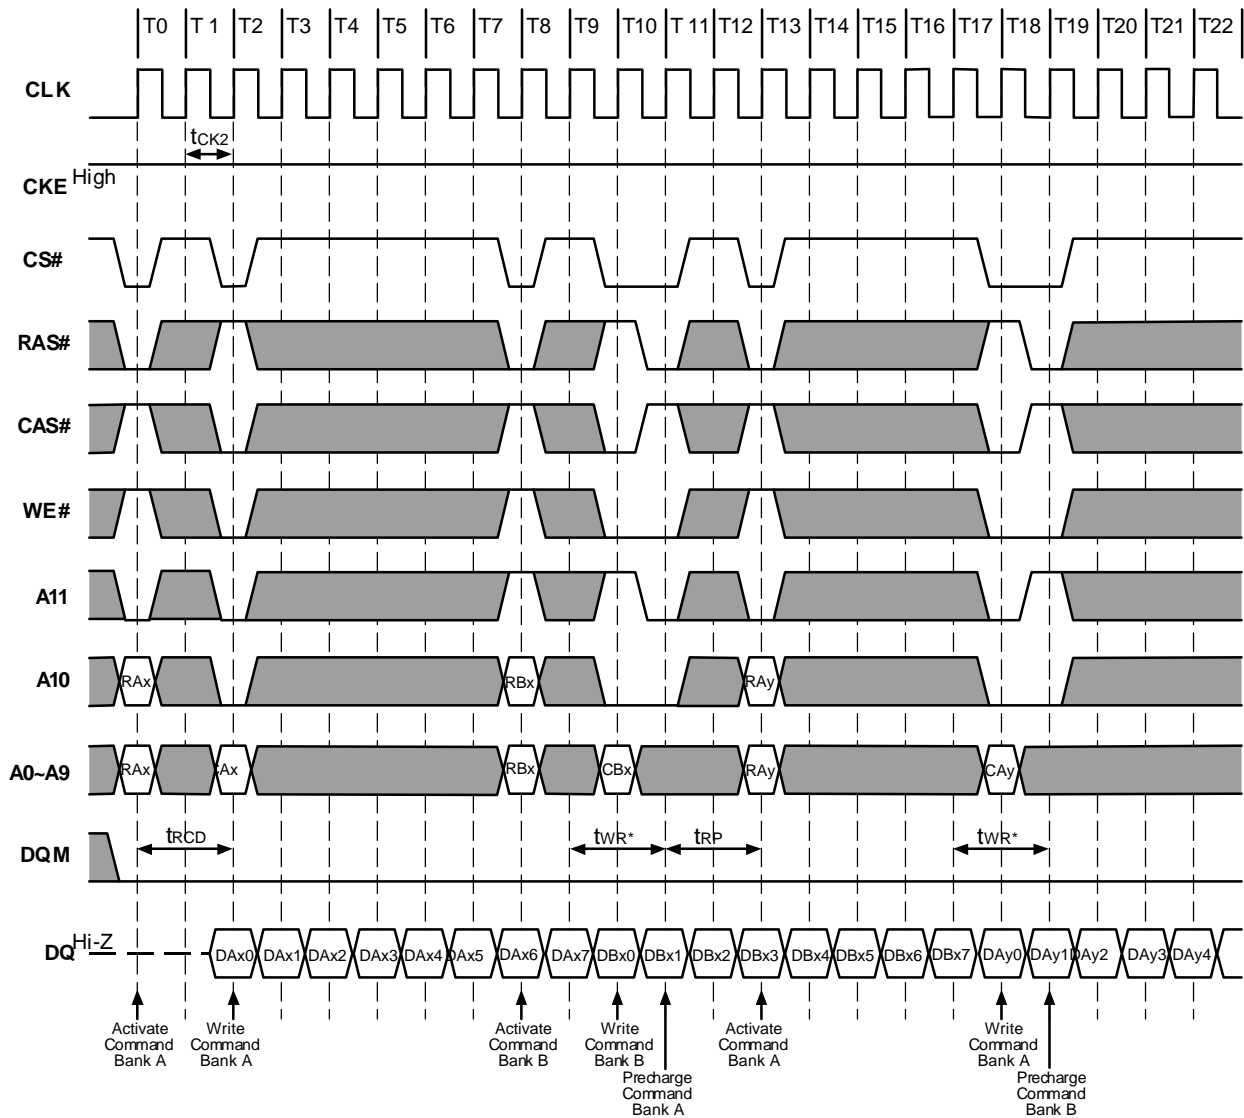 T0 T 1 T2 T3 T4 T5 T6 T7 T8 T9 T10 T 11 T12 T13 T14 T15 T16 T17 T18 T19 T20 T21 T22
CLK
tCK2
CKE High
CS#
RAS#
CAS#
WE#
A11
A10 RAx RBx RAy
A0~A9 RAx CAx RBx CBx RAy CAy
DQM tRCD tWR* tRP tWR*
DQ Hi-Z DAx0 DAx1 DAx2 DAx3 DAx4 DAx5 DAx6 DAx7 DBx0 DBx1 DBx2 DBx3 DBx4 DBx5 DBx6 DBx7 DAy0 DAy1 DAy2 DAy3 DAy4
Activate
Command
Bank A
Write
Command
Bank A
Activate
Command
Bank B
Write
Command
Bank B
Precharge
Command
Bank A
Activate
Command
Bank A
Write
Command
Bank A
Precharge
Command
Bank B